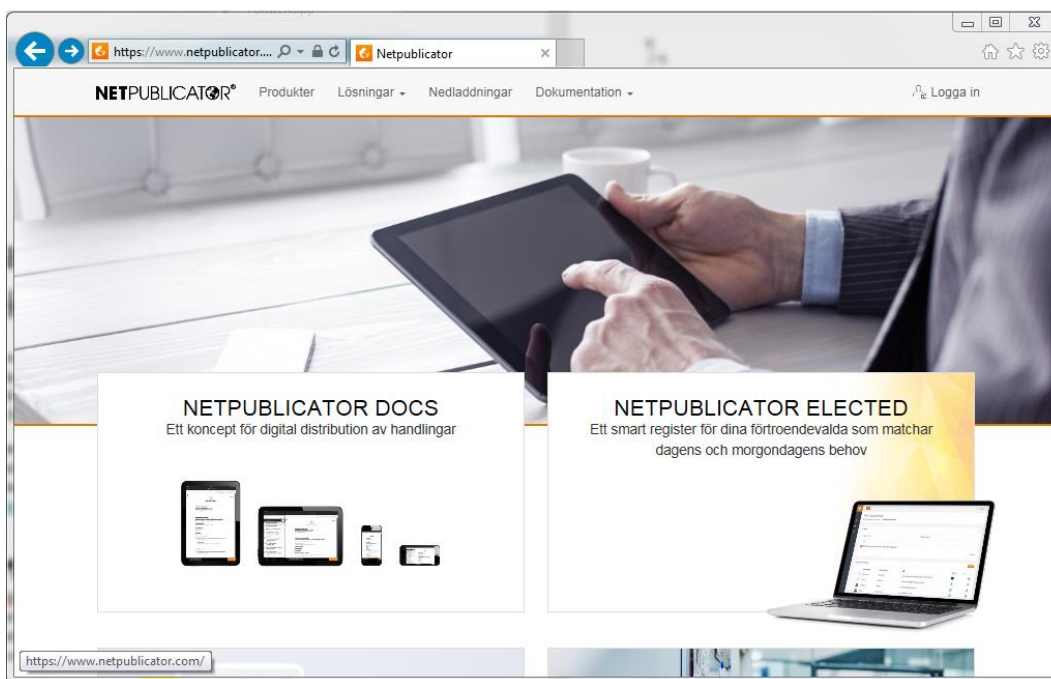 https://www.netpublicator....
Netpublicator
NETPUBLICATOR®
Produkter
Lösningar
Nedladdningar
Dokumentation
Logga in
NETPUBLICATOR DOCS
Ett koncept för digital distribution av handlingar
NETPUBLICATOR ELECTED
Ett smart register för dina förtroendevalda som matchar
dagens och morgondagens behov
https://www.netpublicator.com/